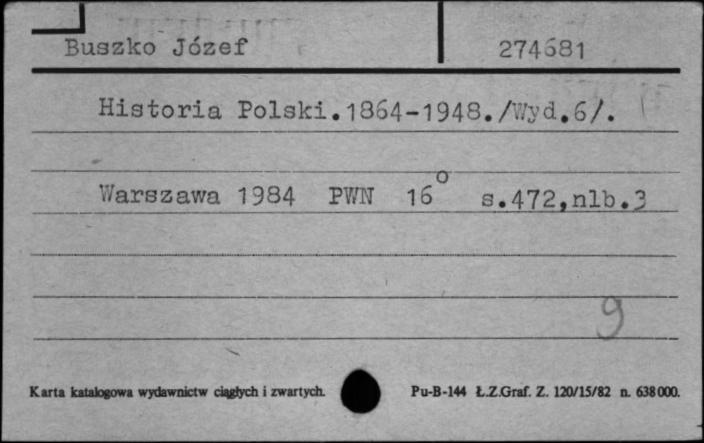 Buszko Józef 274681
Historia Polski.1864-1948./Wyd.6/.
Warszawa 1984 PWN 16° s.472,nlb.3
9
Karta katalogowa wydawnictw ciągłych i zwartych. Pu-B-144 Ł.Z.Graf. Z. 120/15/82 n. 638000.